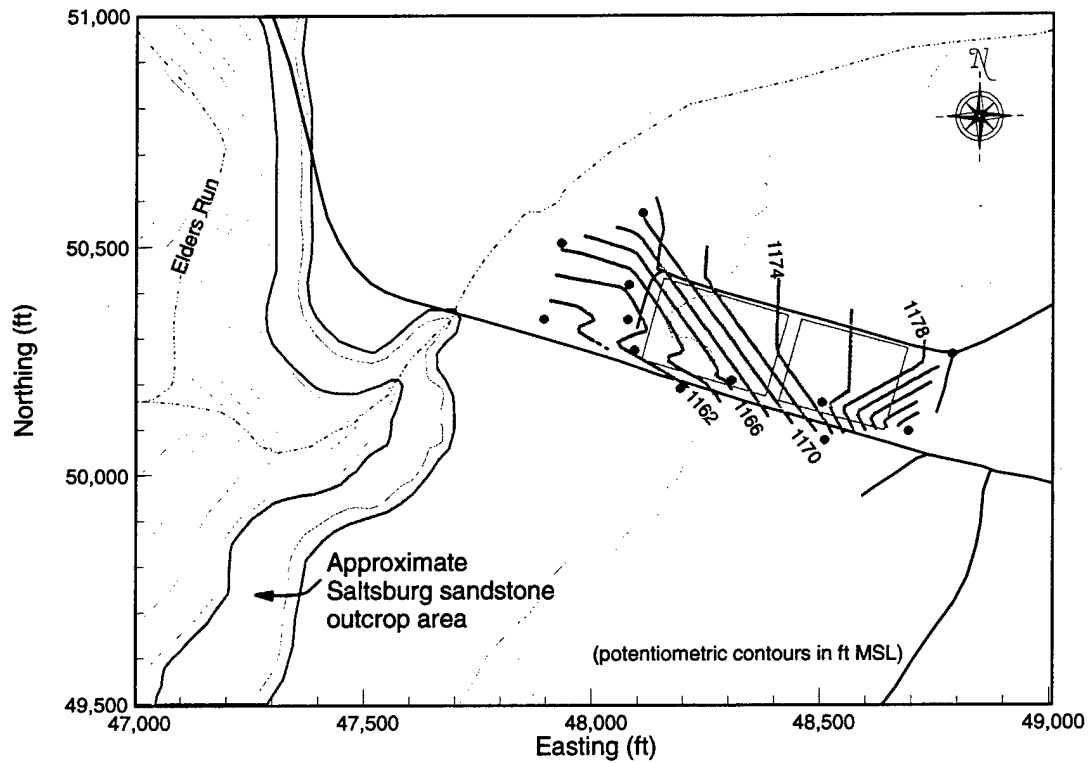 51,000
N
Elders Run
50,500
1174
1178
Northing (ft)
1162
1166
1170
50,000
Approximate
Saltsburg sandstone
outcrop area
(potentiometric contours in ft MSL)
49,500
47,000
47,500
48,000
48,500
49,000
Easting (ft)